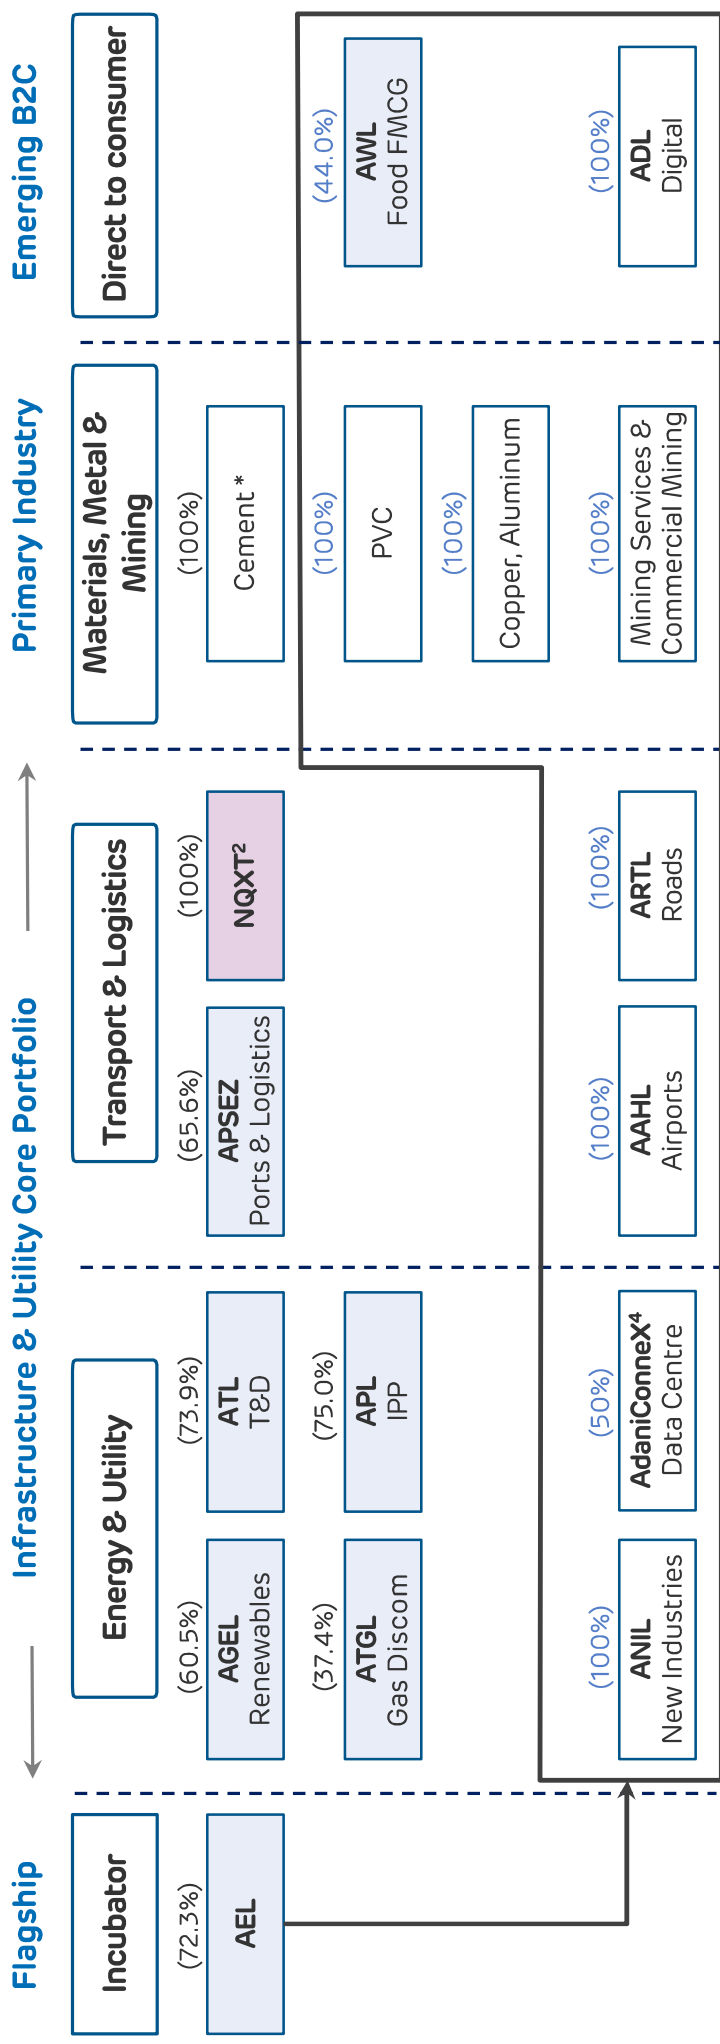 Flagship
Infrastructure & Utility Core Portfolio
Primary Industry
Emerging B2C
Incubator
Energy & Utility
Transport & Logistics
Materials, Metal &
Mining
Direct to consumer
(72.3%)
AEL
(60.5%)
AGEL
Renewables
(73.9%)
ATL
T&D
(65.6%)
APSEZ
Ports & Logistics
(100%)
NQXT²
(100%)
Cement *
(37.4%)
ATGL
Gas Discom
(75.0%)
APL
IPP
(100%)
PVC
(44.0%)
AWL
Food FMCG
(100%)
Copper, Aluminum
(100%)
ANIL
New Industries
(50%)
AdaniConneX⁴
Data Centre
(100%)
AAHL
Airports
(100%)
ARTL
Roads
(100%)
Mining Services &
Commercial Mining
(100%)
ADL
Digital